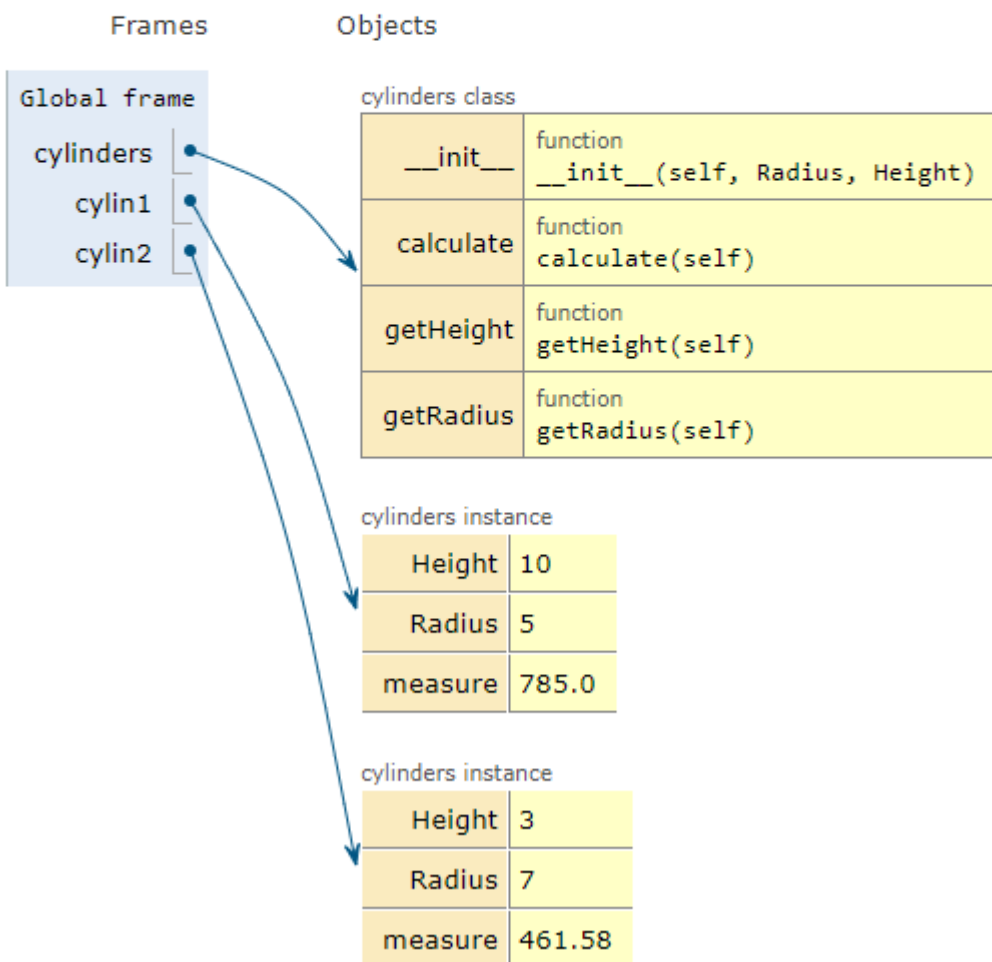 Frames Objects
Global frame
cylinders
cylin1
cylin2
cylinders class
__init__ function
__init__(self, Radius, Height)
calculate function
calculate(self)
getHeight function
getHeight(self)
getRadius function
getRadius(self)
cylinders instance
Height 10
Radius 5
measure 785.0
cylinders instance
Height 3
Radius 7
measure 461.58